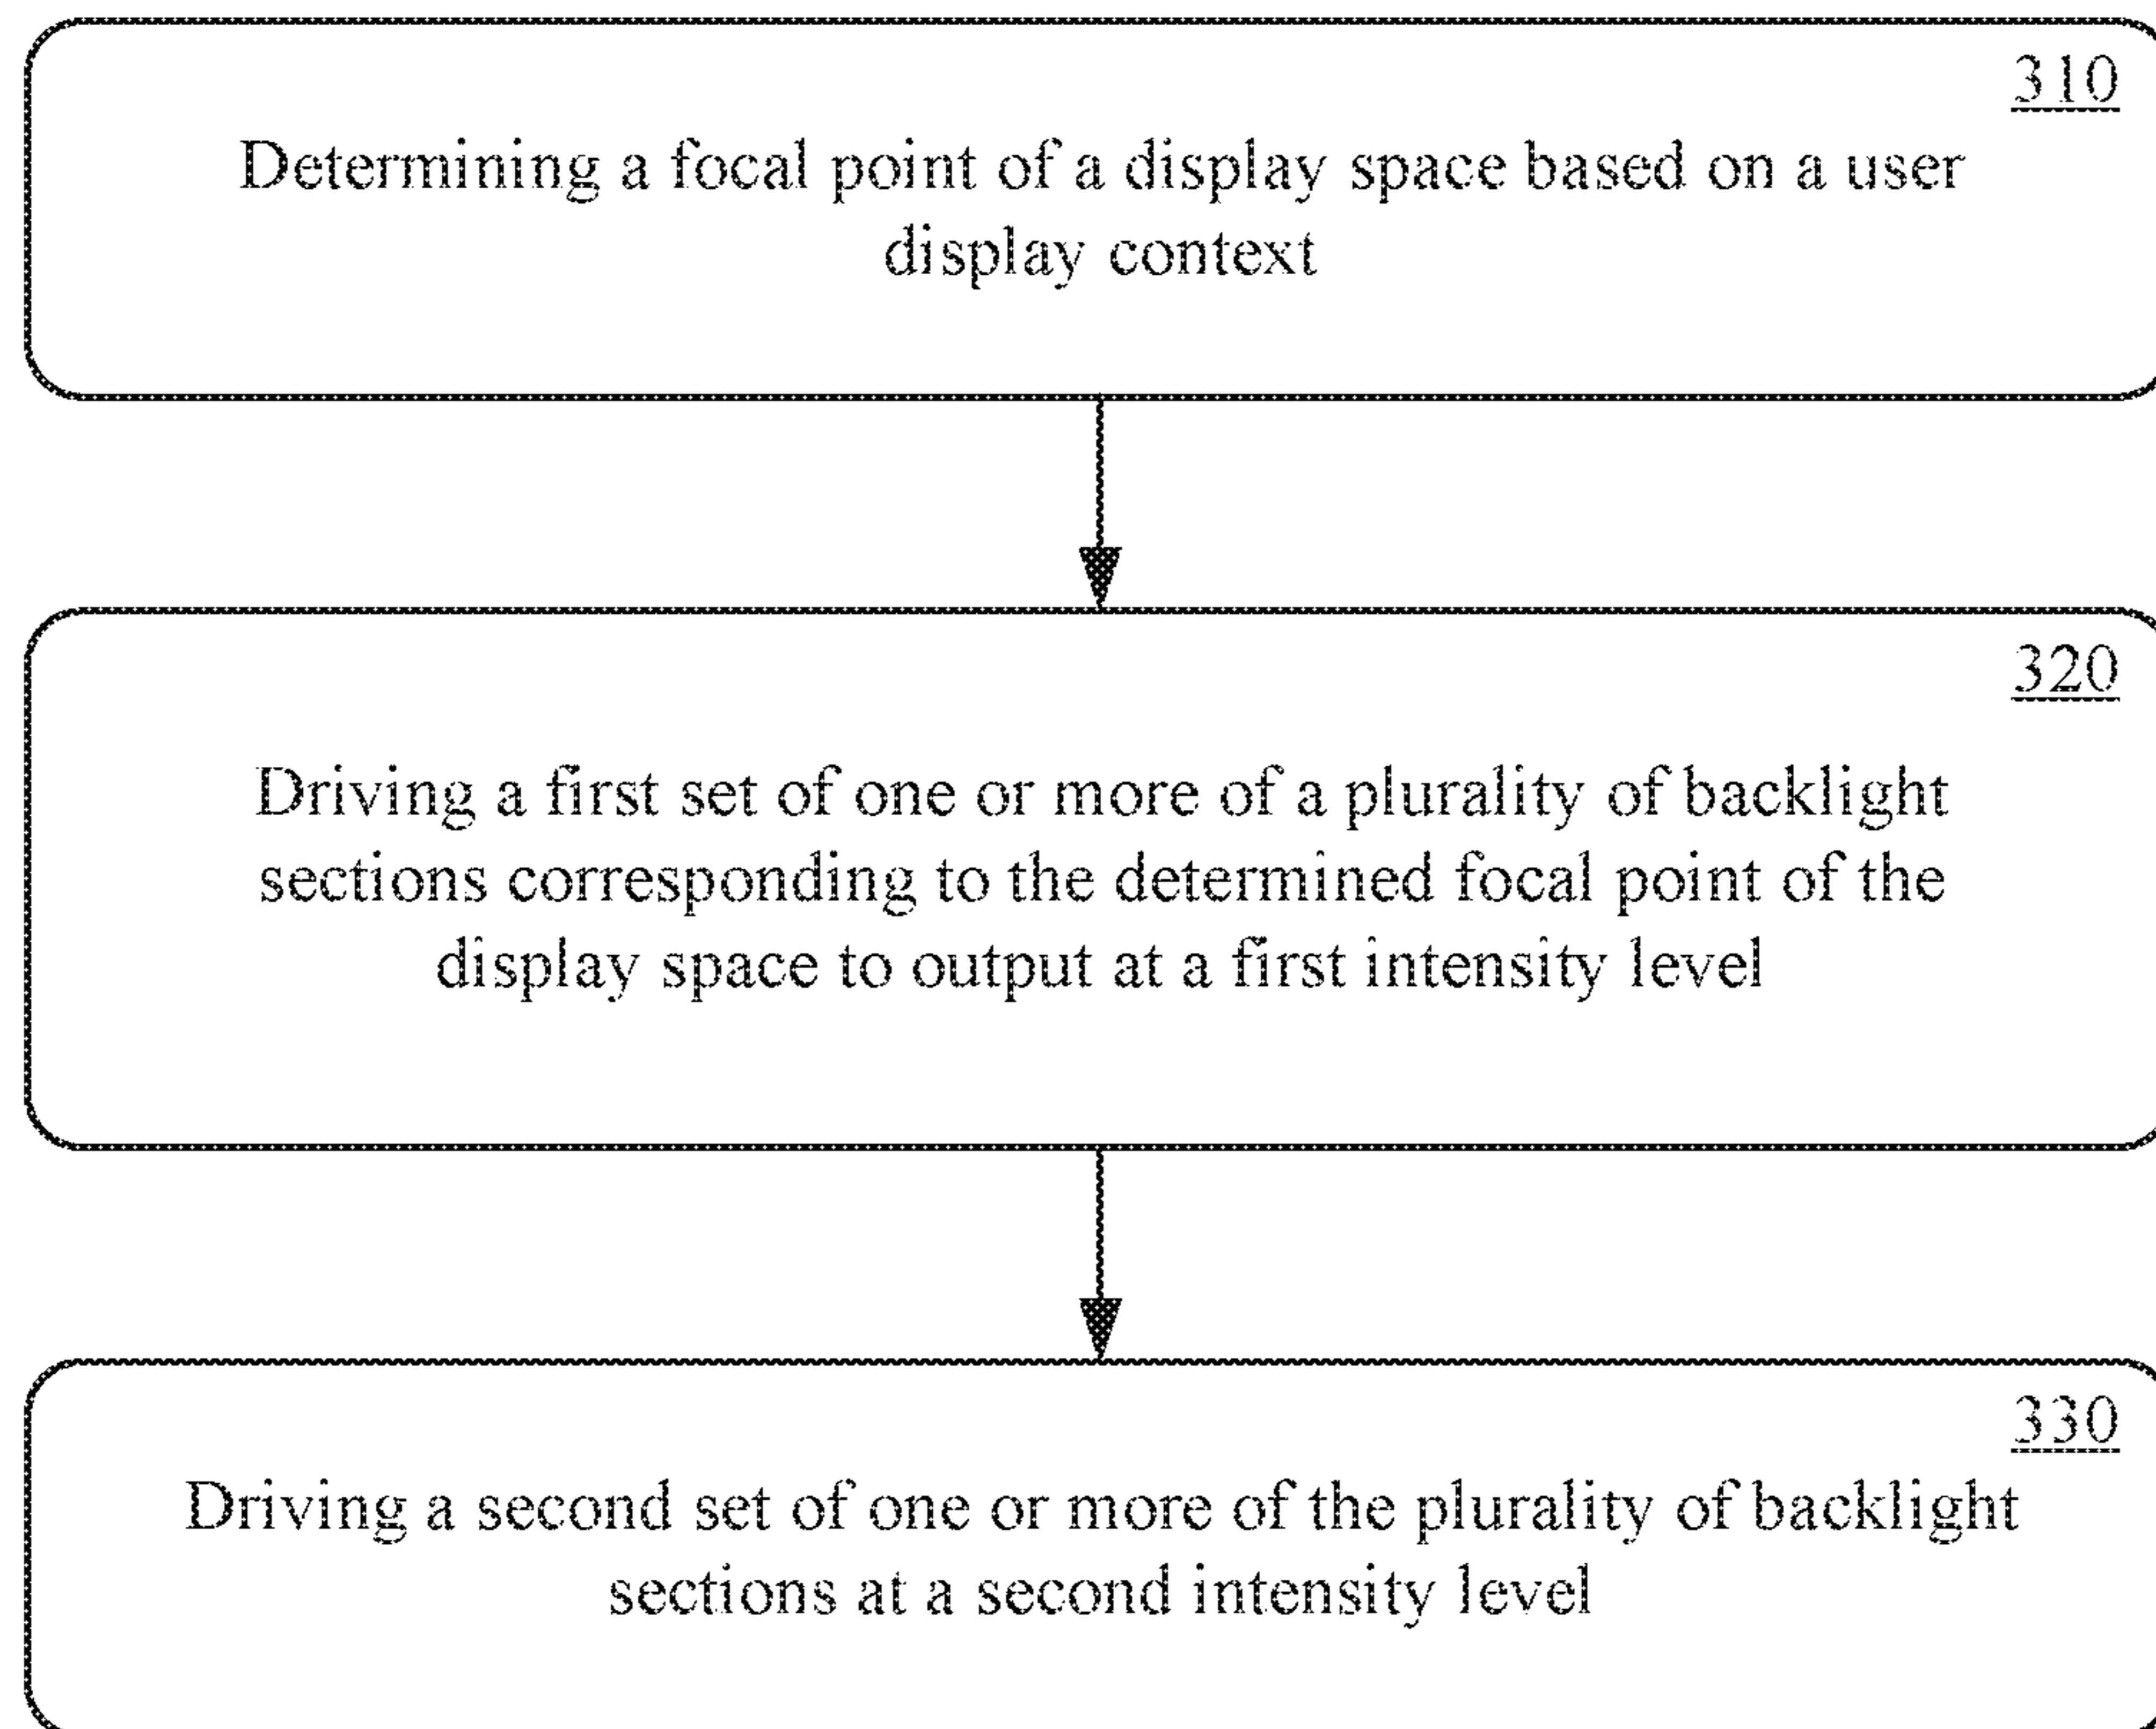 310
Determining a focal point of a display space based on a user
display context
320
Driving a first set of one or more of a plurality of backlight
sections corresponding to the determined focal point of the
display space to output at a first intensity level
330
Driving a second set of one or more of the plurality of backlight
sections at a second intensity level